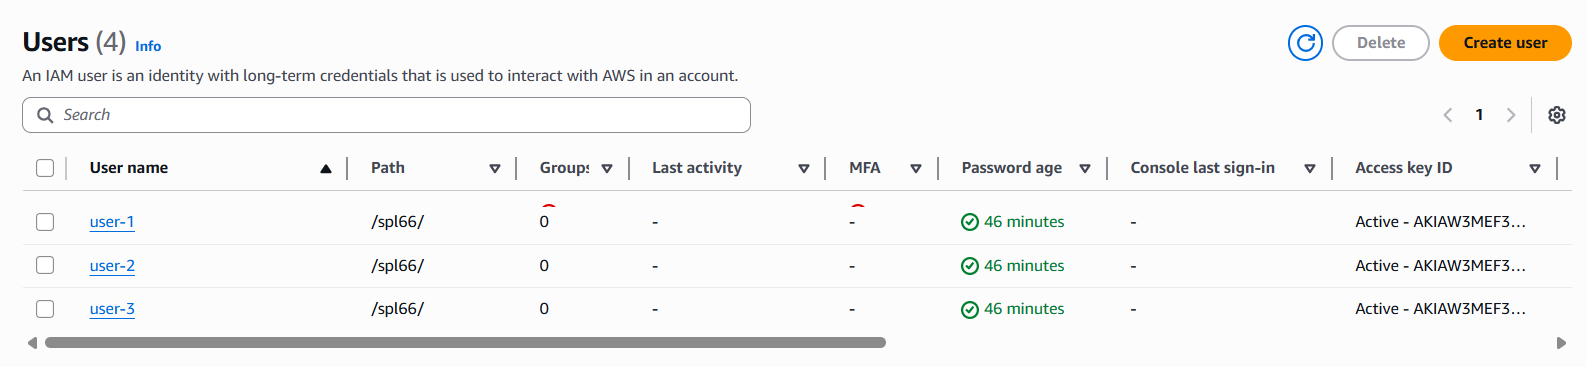 Users (4) Info
Delete
Create user
An IAM user is an identity with long-term credentials that is used to interact with AWS in an account.
Search
1
User name Path Groups Last activity MFA Password age Console last sign-in Access key ID
user-1 /spl66/ 0 - - 46 minutes - Active - AKIAW3MEF3...
user-2 /spl66/ 0 - - 46 minutes - Active - AKIAW3MEF3...
user-3 /spl66/ 0 - - 46 minutes - Active - AKIAW3MEF3...